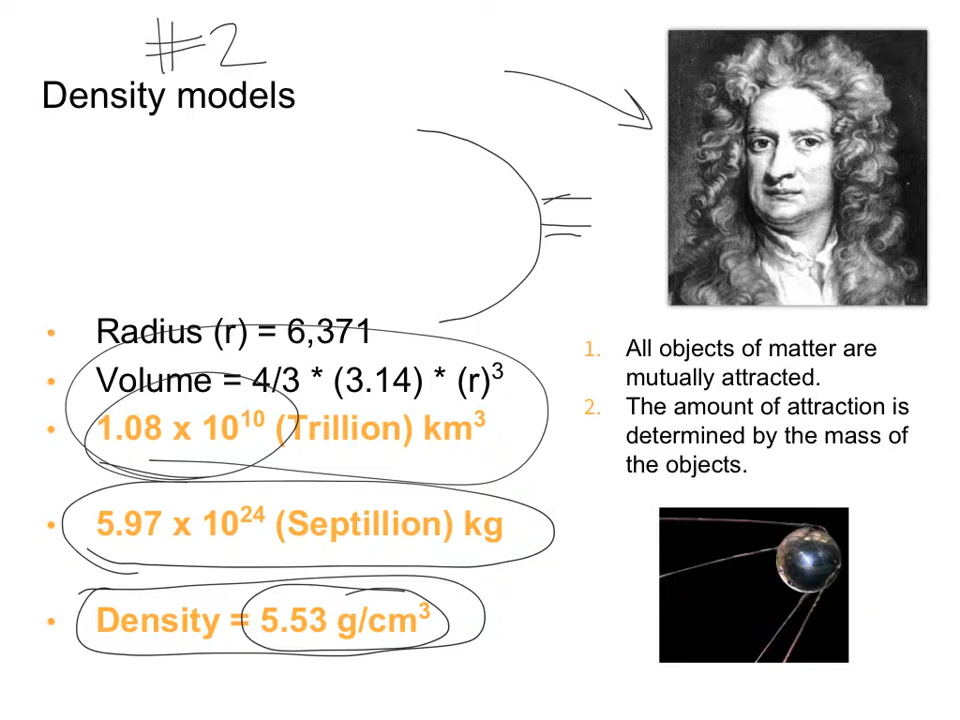 #2
Density models
• Radius (r) = 6,371
• Volume = 4/3 * (3.14) * (r)³
• 1.08 x 10¹⁰ (Trillion) km³
• 5.97 x 10²⁴ (Septillion) kg
• Density = 5.53 g/cm³
1. All objects of matter are
mutually attracted.
2. The amount of attraction is
determined by the mass of
the objects.